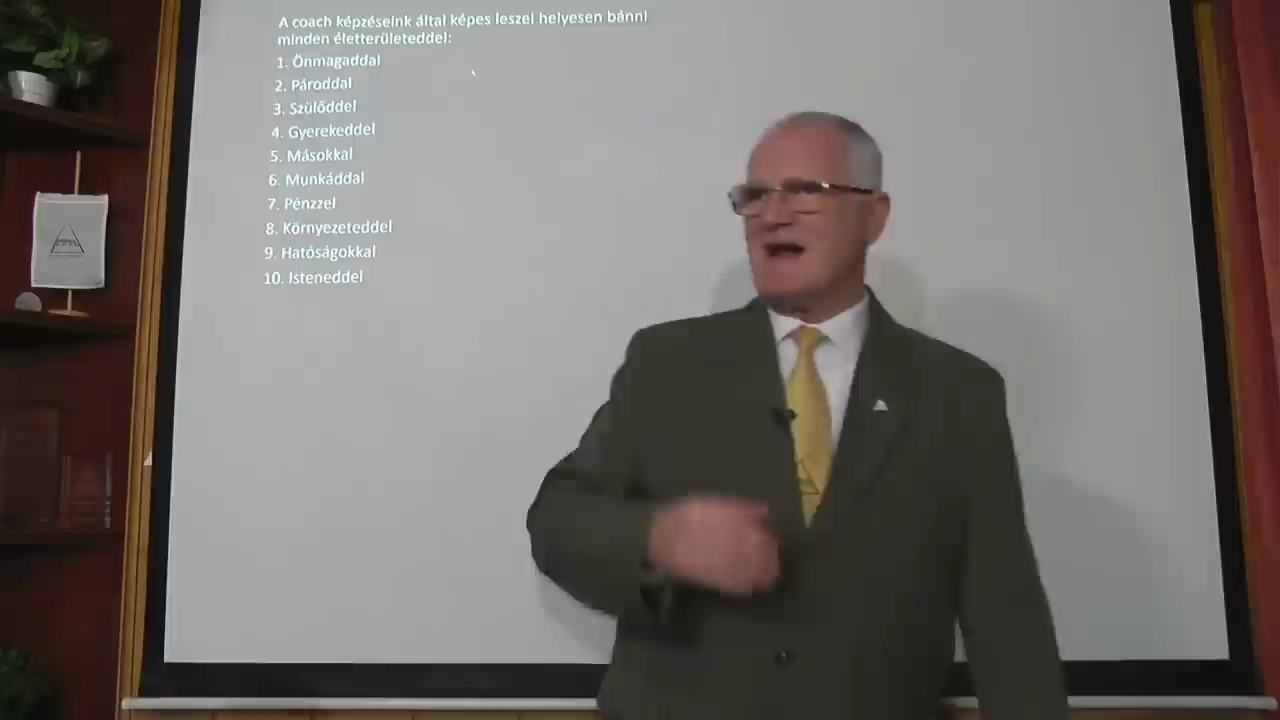 A coach képzéseink által képes leszel helyesen bánni
minden életterületeddel:
1. Önmagaddal
2. Pároddal
3. Szülőddel
4. Gyerekeddel
5. Másokkal
6. Munkáddal
7. Pénzzel
8. Környezeteddel
9. Hatóságokkal
10. Isteneddel